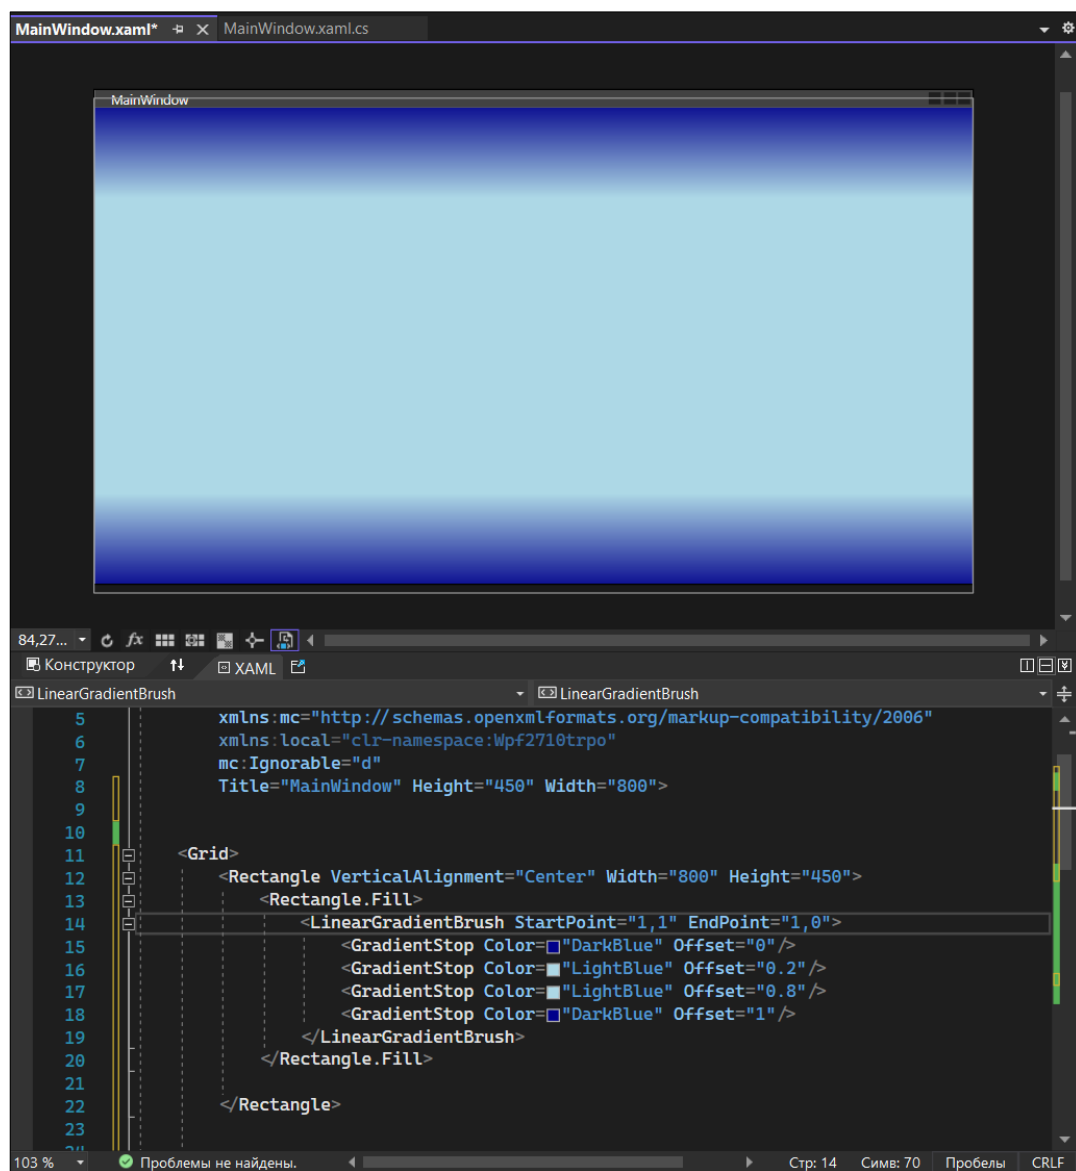 MainWindow.xaml*
MainWindow.xaml.cs
MainWindow
84,27...
fx
Конструктор
XAML
LinearGradientBrush
LinearGradientBrush
5 xmlns:mc="http://schemas.openxmlformats.org/markup-compatibility/2006"
6 xmlns:local="clr-namespace:Wpf2710trpo"
7 mc:Ignorable="d"
8 Title="MainWindow" Height="450" Width="800">
9
10
11 <Grid>
12 <Rectangle VerticalAlignment="Center" Width="800" Height="450">
13 <Rectangle.Fill>
14 <LinearGradientBrush StartPoint="1,1" EndPoint="1,0">
15 <GradientStop Color="DarkBlue" Offset="0"/>
16 <GradientStop Color="LightBlue" Offset="0.2"/>
17 <GradientStop Color="LightBlue" Offset="0.8"/>
18 <GradientStop Color="DarkBlue" Offset="1"/>
19 </LinearGradientBrush>
20 </Rectangle.Fill>
21
22 </Rectangle>
23
103 %
Проблемы не найдены.
Стр: 14
Симв: 70
Пробелы
CRLF